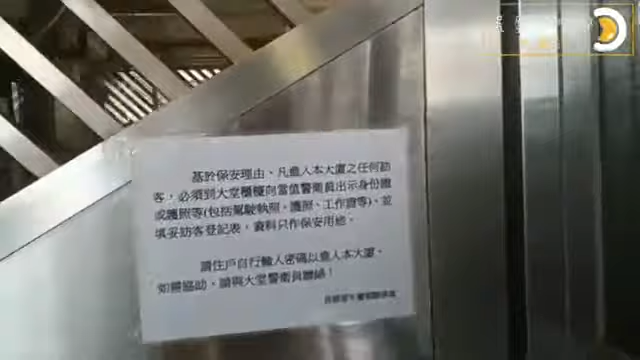 基於保安理由、凡進入本大廈之任何訪
客，必須到大堂櫃檯向當值警衛員出示身份證
或護照等(包括駕駛執照、護照、工作證等)、並
填妥訪客登記表，資料只作保安用途。
請住戶自行輸入密碼以進入本大廈、
如需協助、請與大堂警衛員聯絡！